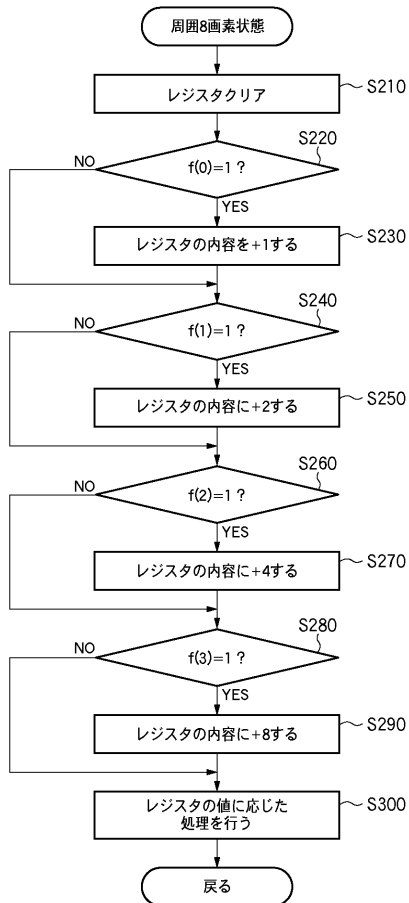 周囲8画素状態
レジスタクリア
S210
f(0)=1？
S220
NO
YES
レジスタの内容を+1する
S230
f(1)=1？
S240
NO
YES
レジスタの内容に+2する
S250
f(2)=1？
S260
NO
YES
レジスタの内容に+4する
S270
f(3)=1？
S280
NO
YES
レジスタの内容に+8する
S290
レジスタの値に応じた
処理を行う
S300
戻る